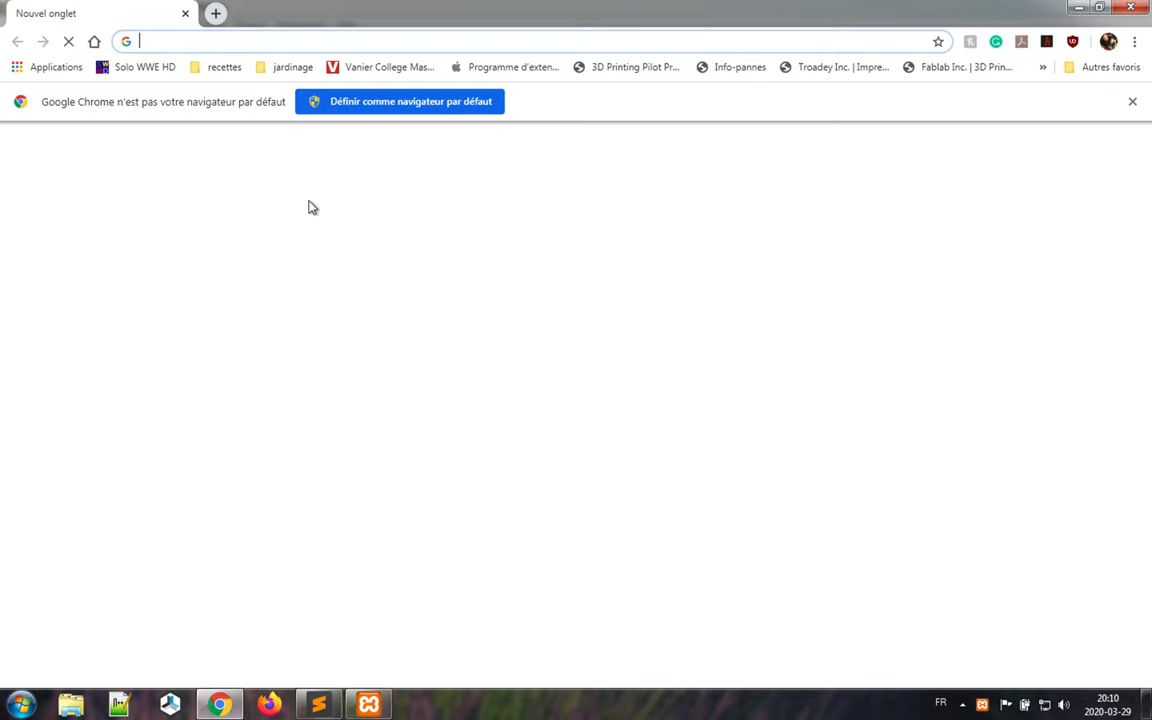 Nouvel onglet
Applications Solo WWE HD recettes jardinage Vanier College Mas... Programme d'exten... 3D Printing Pilot Pr... Info-pannes Troadey Inc. | Impre... Fablab Inc. | 3D Prin... » Autres favoris
Google Chrome n'est pas votre navigateur par défaut Définir comme navigateur par défaut
FR 20:10
2020-03-29